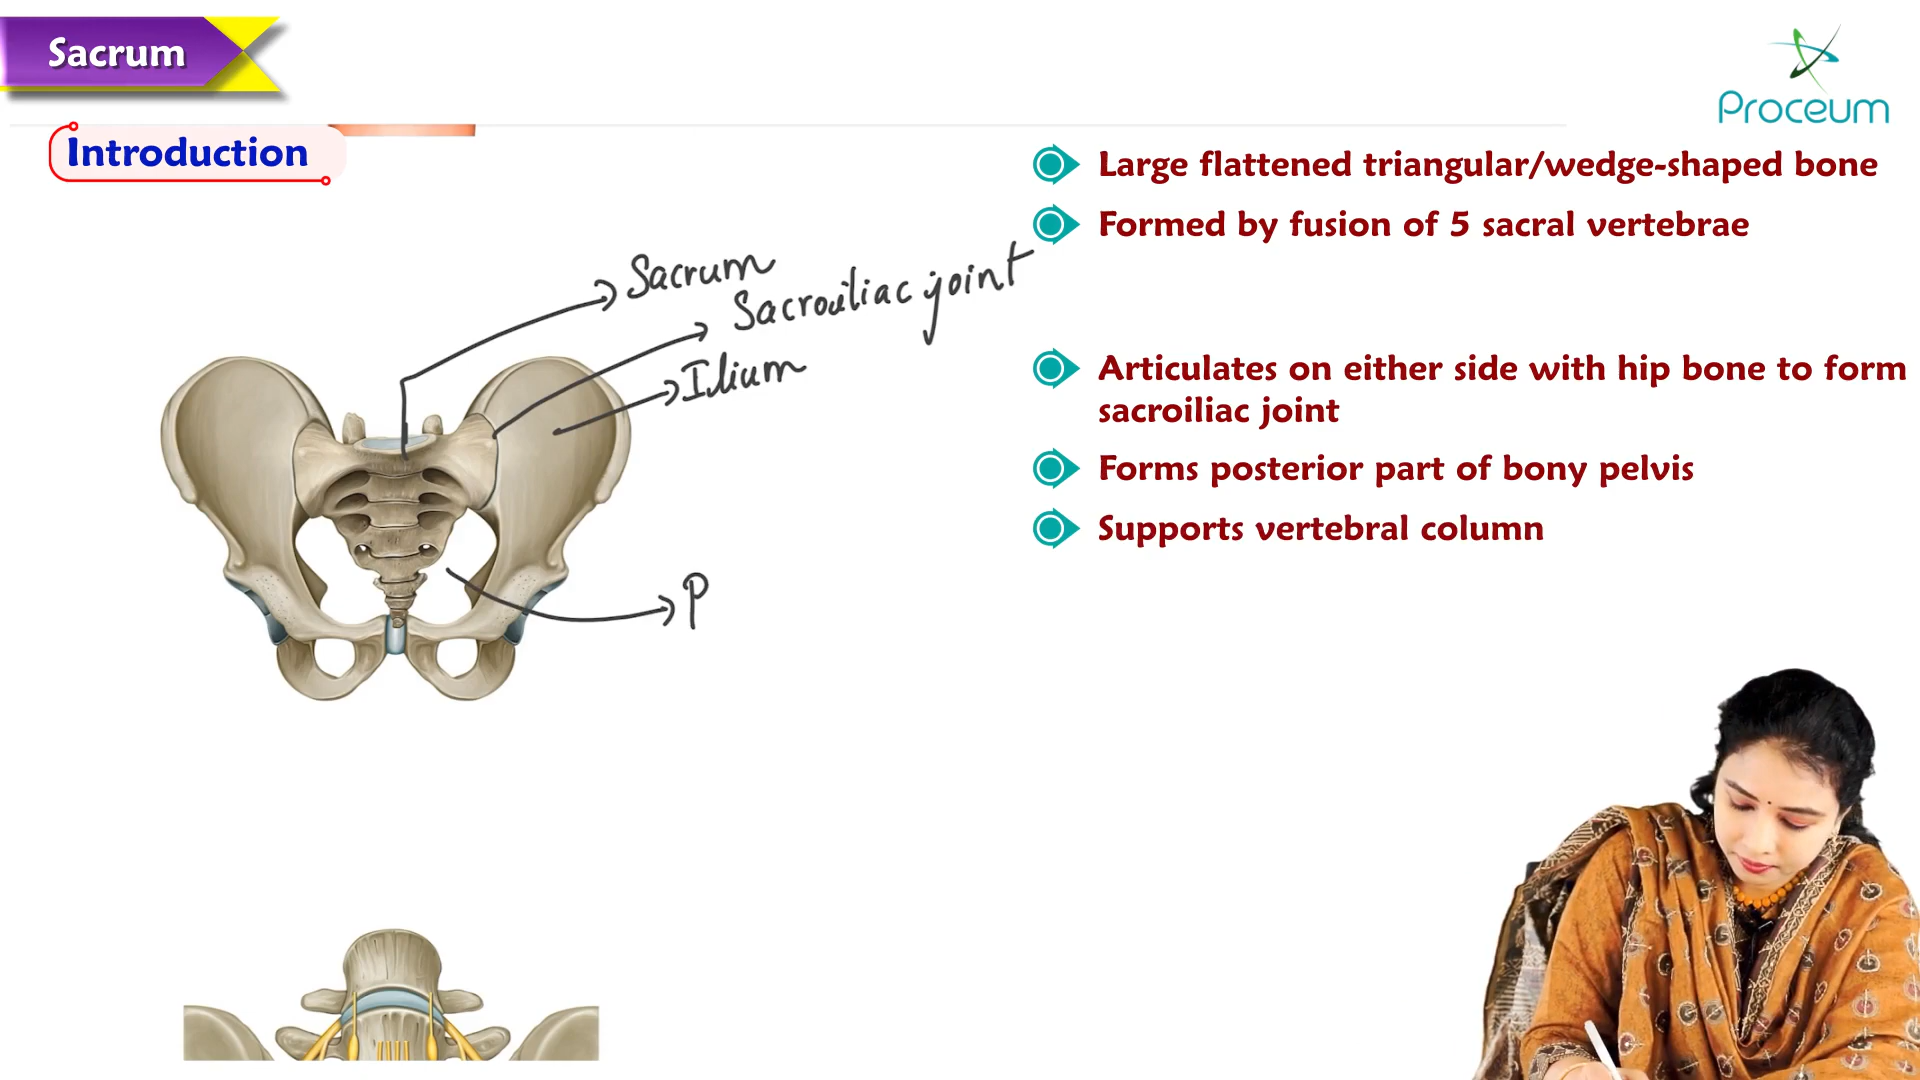 Sacrum
Proceum
Introduction
Large flattened triangular/wedge-shaped bone
Formed by fusion of 5 sacral vertebrae
Sacrum
Sacroiliac joint
Ilium
Articulates on either side with hip bone to form
sacroiliac joint
Forms posterior part of bony pelvis
Supports vertebral column
P